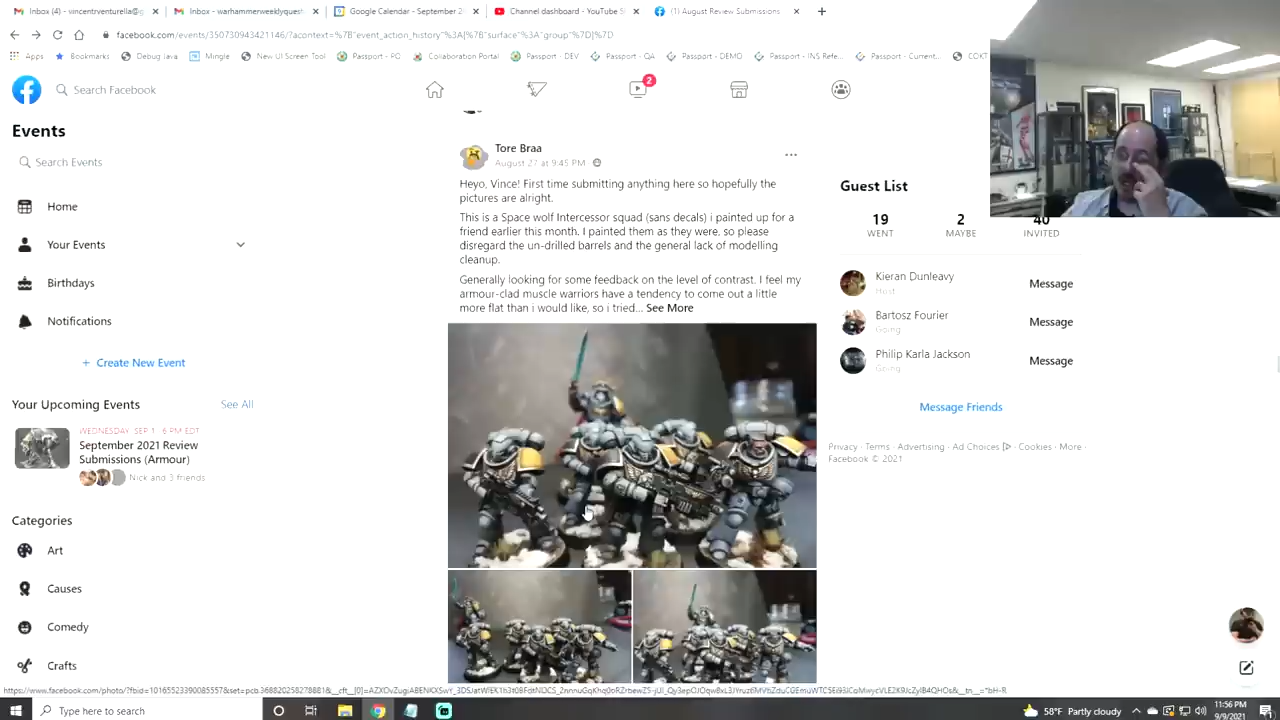 Inbox (4) - vincentrventurella@g
Inbox - warhammerweeklyques
Google Calendar - September 2
Channel dashboard - YouTube S
(1) August Review Submissions
Apps
Bookmarks
Debug Java
Mingle
New UI Screen Tool
Passport - PO
Collaboration Portal
Passport - DEV
Passport - QA
Passport - DEMO
Passport - INS Refe...
Passport - Current...
COKT
Search Facebook
2
Events
Search Events
Home
Your Events
Birthdays
Notifications
+ Create New Event
Your Upcoming Events
See All
WEDNESDAY, SEP 1, 6 PM EDT
September 2021 Review
Submissions (Armour)
Nick and 3 friends
Categories
Art
Causes
Comedy
Crafts
Tore Braa
August 27 at 9:45 PM
Heyo, Vince! First time submitting anything here so hopefully the
pictures are alright.
This is a Space wolf Intercessor squad (sans decals) i painted up for a
friend earlier this month. I painted them as they were, so please
disregard the un-drilled barrels and the general lack of modelling
cleanup.
Generally looking for some feedback on the level of contrast. I feel my
armour-clad muscle warriors have a tendency to come out a little
more flat than i would like, so i tried... See More
Guest List
19
2
40
WENT
MAYBE
INVITED
Kieran Dunleavy
Host
Message
Bartosz Fourier
Going
Message
Philip Karla Jackson
Going
Message
Message Friends
Privacy · Terms · Advertising · Ad Choices · Cookies · More ·
Facebook © 2021
Type here to search
58°F Partly cloudy
11:56 PM
9/9/2021